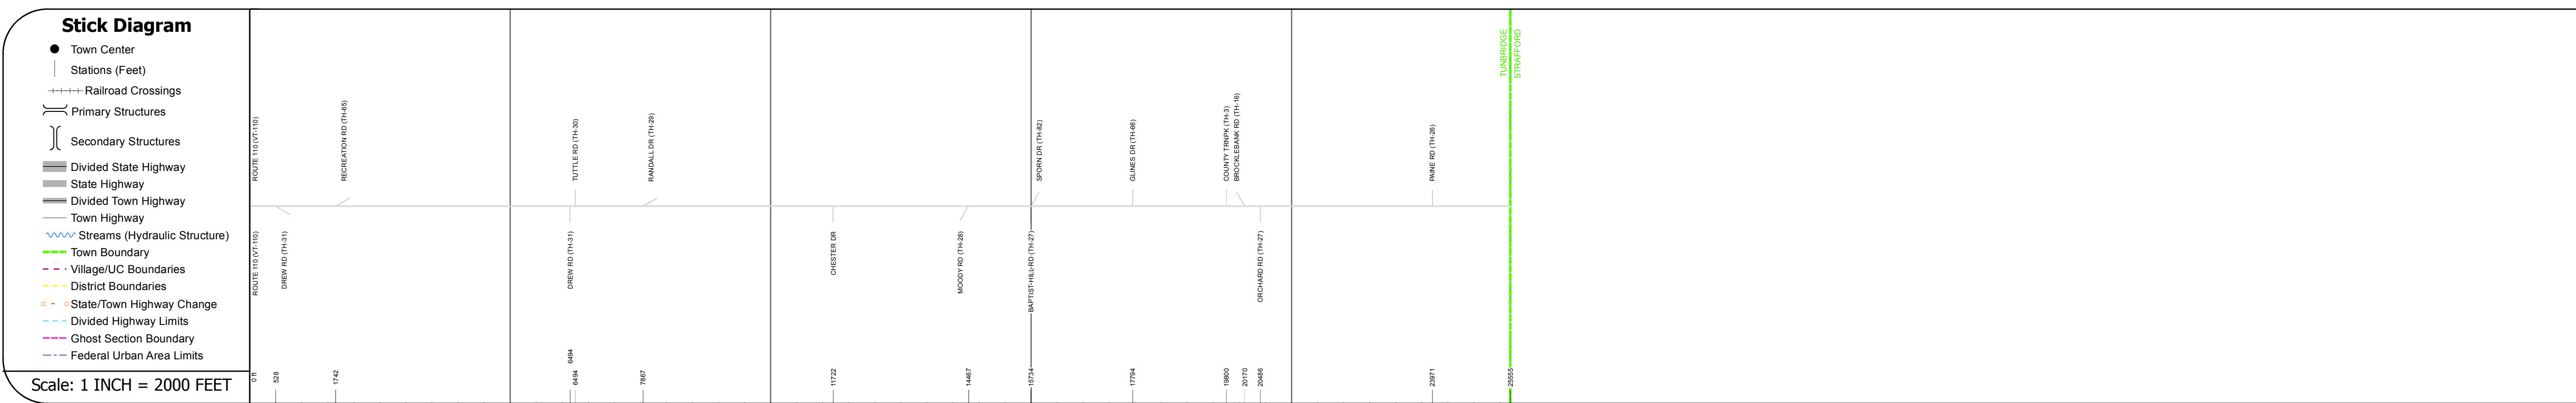 Stick Diagram
Town Center
Stations (Feet)
Railroad Crossings
Primary Structures
Secondary Structures
Divided State Highway
State Highway
Divided Town Highway
Town Highway
Streams (Hydraulic Structure)
Town Boundary
Village/UC Boundaries
District Boundaries
State/Town Highway Change
Divided Highway Limits
Ghost Section Boundary
Federal Urban Area Limits
Scale: 1 INCH = 2000 FEET
TUNBRIDGE
STRAFFORD
ROUTE 110 (VT-110)
RECREATION RD (TH-65)
TUTTLE RD (TH-30)
RANDALL DR (TH-29)
SPORN DR (TH-82)
GLINES DR (TH-66)
COUNTY TRNPK (TH-3)
BROCKLEBANK RD (TH-16)
PAINE RD (TH-26)
ROUTE 110 (VT-110)
DREW RD (TH-31)
DREW RD (TH-31)
CHESTER DR
MOODY RD (TH-28)
BAPTIST HILL RD (TH-27)
ORCHARD RD (TH-27)
0 ft
528
1742
6494
6494
7867
11722
14467
15734
17794
19800
20170
20486
23971
25555